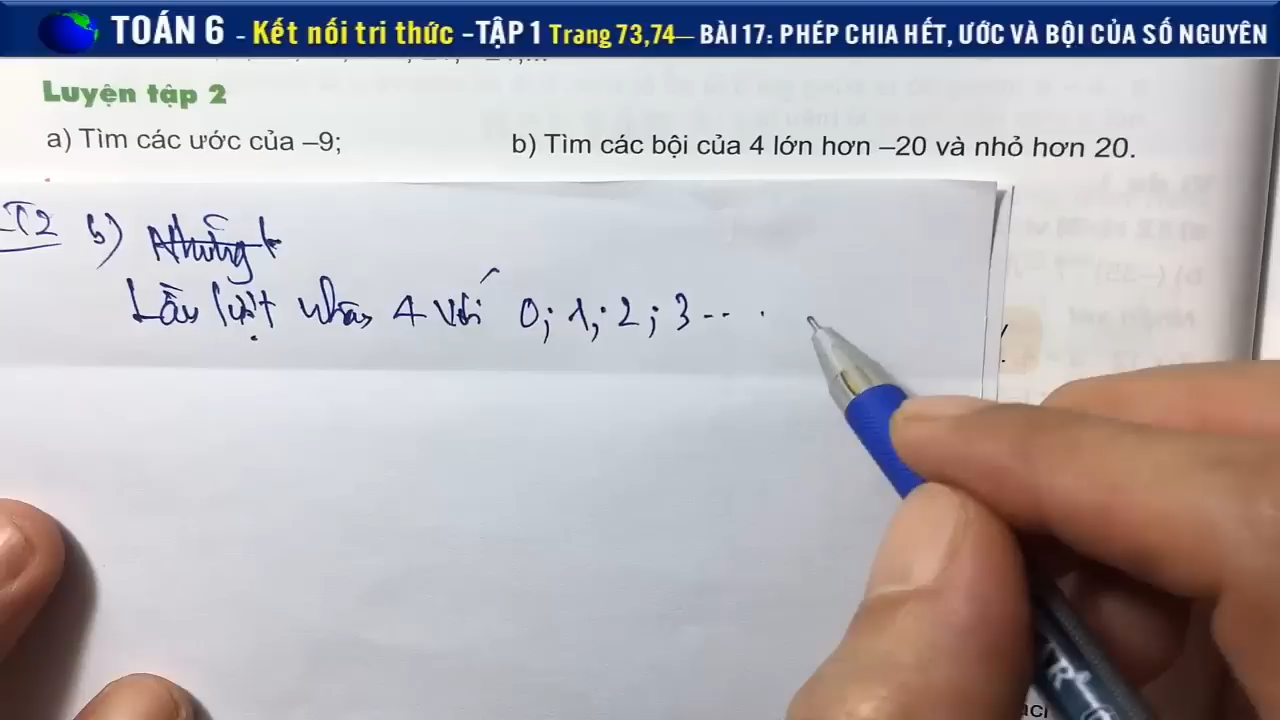 TOÁN 6 - Kết nối tri thức -TẬP 1 Trang 73,74— BÀI 17: PHÉP CHIA HẾT, ƯỚC VÀ BỘI CỦA SỐ NGUYÊN
Luyện tập 2
a) Tìm các ước của –9; b) Tìm các bội của 4 lớn hơn –20 và nhỏ hơn 20.
T2 b) Những
Lần lượt nhân 4 với 0; 1; 2; 3 ...